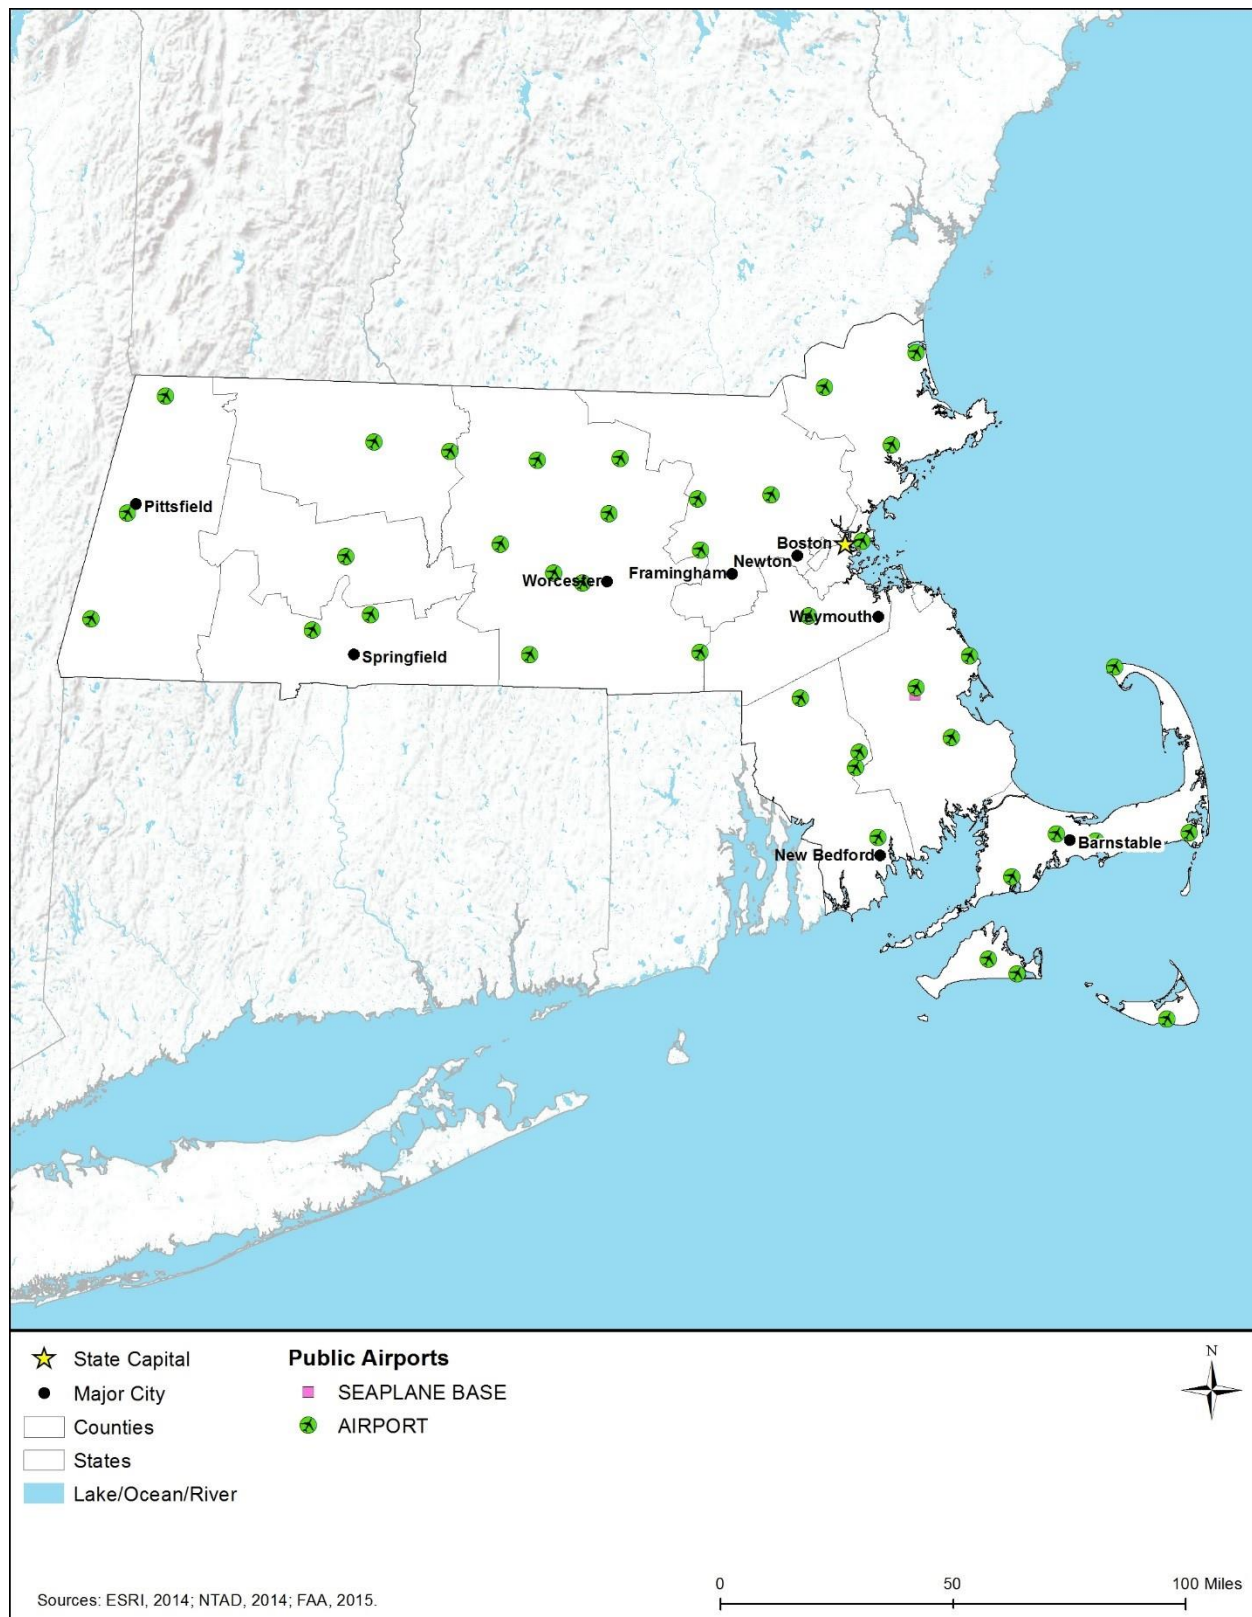 Pittsfield
Boston
Newton
Framingham
Worcester
Weymouth
Springfield
Barnstable
New Bedford
State Capital
Major City
Counties
States
Lake/Ocean/River
Public Airports
SEAPLANE BASE
AIRPORT
N
Sources: ESRI, 2014; NTAD, 2014; FAA, 2015.
0 50 100 Miles